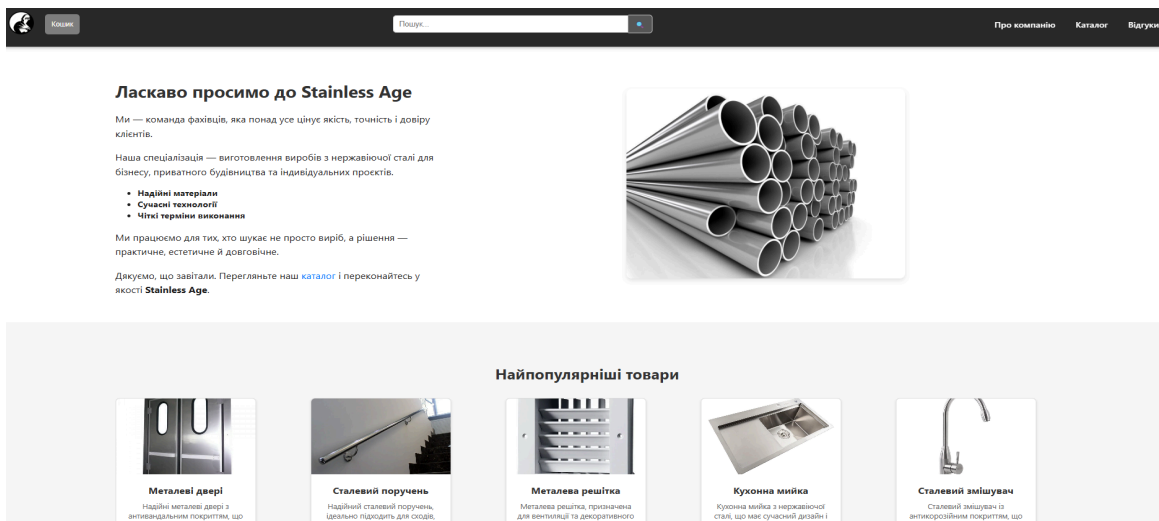 Кошик
Пошук...
Про компанію
Каталог
Відгуки
Ласкаво просимо до Stainless Age
Ми — команда фахівців, яка понад усе цінує якість, точність і довіру
клієнтів.
Наша спеціалізація — виготовлення виробів з нержавіючої сталі для
бізнесу, приватного будівництва та індивідуальних проєктів.
Надійні матеріали
Сучасні технології
Чіткі терміни виконання
Ми працюємо для тих, хто шукає не просто виріб, а рішення —
практичне, естетичне й довговічне.
Дякуємо, що завітали. Перегляньте наш каталог і переконайтесь у
якості Stainless Age.
Найпопулярніші товари
Металеві двері
Надійні металеві двері з
антивандальним покриттям, що
Сталевий поручень
Надійний сталевий поручень,
ідеально підходить для сходів,
Металева решітка
Металева решітка, призначена
для вентиляції та декоративного
Кухонна мийка
Кухонна мийка з нержавіючої
сталі, що має сучасний дизайн і
Сталевий змішувач
Сталевий змішувач із
антикорозійним покриттям, що